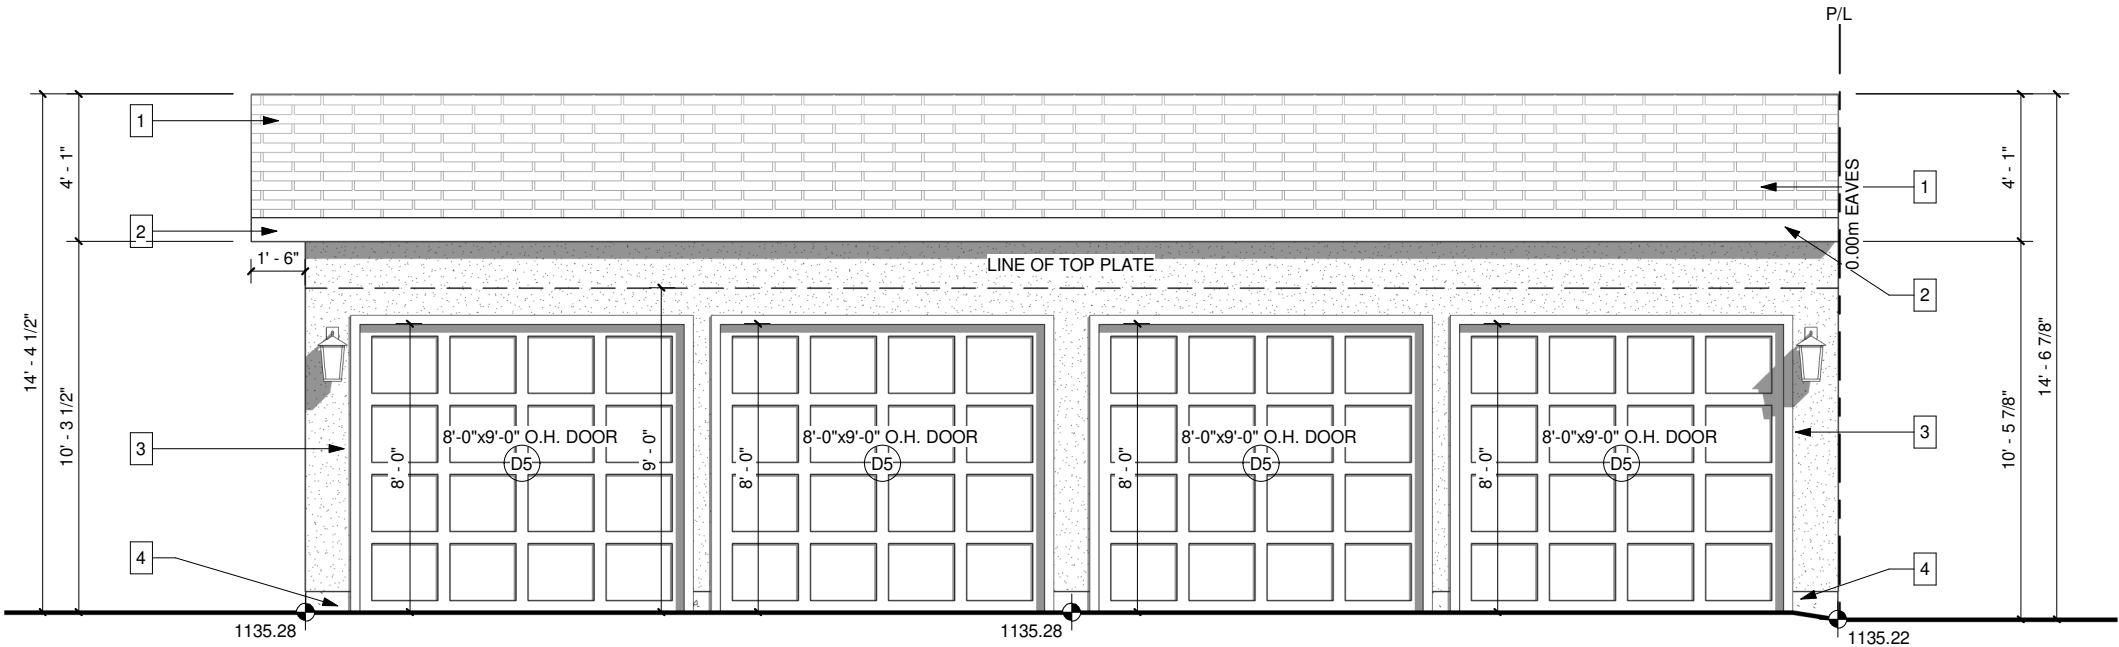 P/L
1
4' - 1"
2
1' - 6"
14' - 4 1/2"
10' - 3 1/2"
3
4
LINE OF TOP PLATE
8'-0"x9'-0" O.H. DOOR
D5
8' - 0"
9' - 0"
8'-0"x9'-0" O.H. DOOR
D5
8' - 0"
8'-0"x9'-0" O.H. DOOR
D5
8' - 0"
8'-0"x9'-0" O.H. DOOR
D5
8' - 0"
0.00m EAVES
1
2
3
4
4' - 1"
10' - 5 7/8"
14' - 6 7/8"
1135.28
1135.28
1135.22